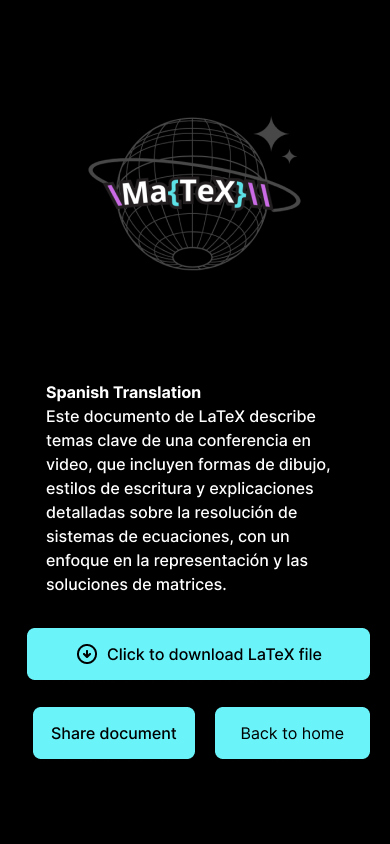 \Ma{TeX}\\
Spanish Translation
Este documento de LaTeX describe
temas clave de una conferencia en
video, que incluyen formas de dibujo,
estilos de escritura y explicaciones
detalladas sobre la resolución de
sistemas de ecuaciones, con un
enfoque en la representación y las
soluciones de matrices.
Click to download LaTeX file
Share document
Back to home